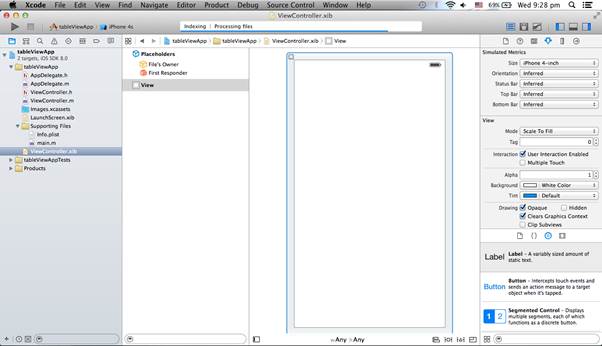 Xcode File Edit View Find Navigate Editor Product Debug Source Control Window Help 69% Wed 9:28 pm
ViewController.xib
tableViewApp iPhone 4s
Indexing | Processing files
tableViewApp
2 targets, iOS SDK 8.0
tableViewApp
AppDelegate.h
AppDelegate.m
ViewController.h
ViewController.m
Images.xcassets
LaunchScreen.xib
Supporting Files
Info.plist
main.m
ViewController.xib
tableViewAppTests
Products
tableViewApp tableViewApp ViewController.xib View
Placeholders
File's Owner
First Responder
View
wAny hAny
Simulated Metrics
Size iPhone 4-inch
Orientation Inferred
Status Bar Inferred
Top Bar Inferred
Bottom Bar Inferred
View
Mode Scale To Fill
Tag 0
Interaction User Interaction Enabled
Multiple Touch
Alpha 1
Background White Color
Tint Default
Drawing Opaque Hidden
Clears Graphics Context
Clip Subviews
Label Label - A variably sized amount of
static text.
Button Button - Intercepts touch events and
sends an action message to a target
object when it's tapped.
1 2 Segmented Control - Displays
multiple segments, each of which
functions as a discrete button.